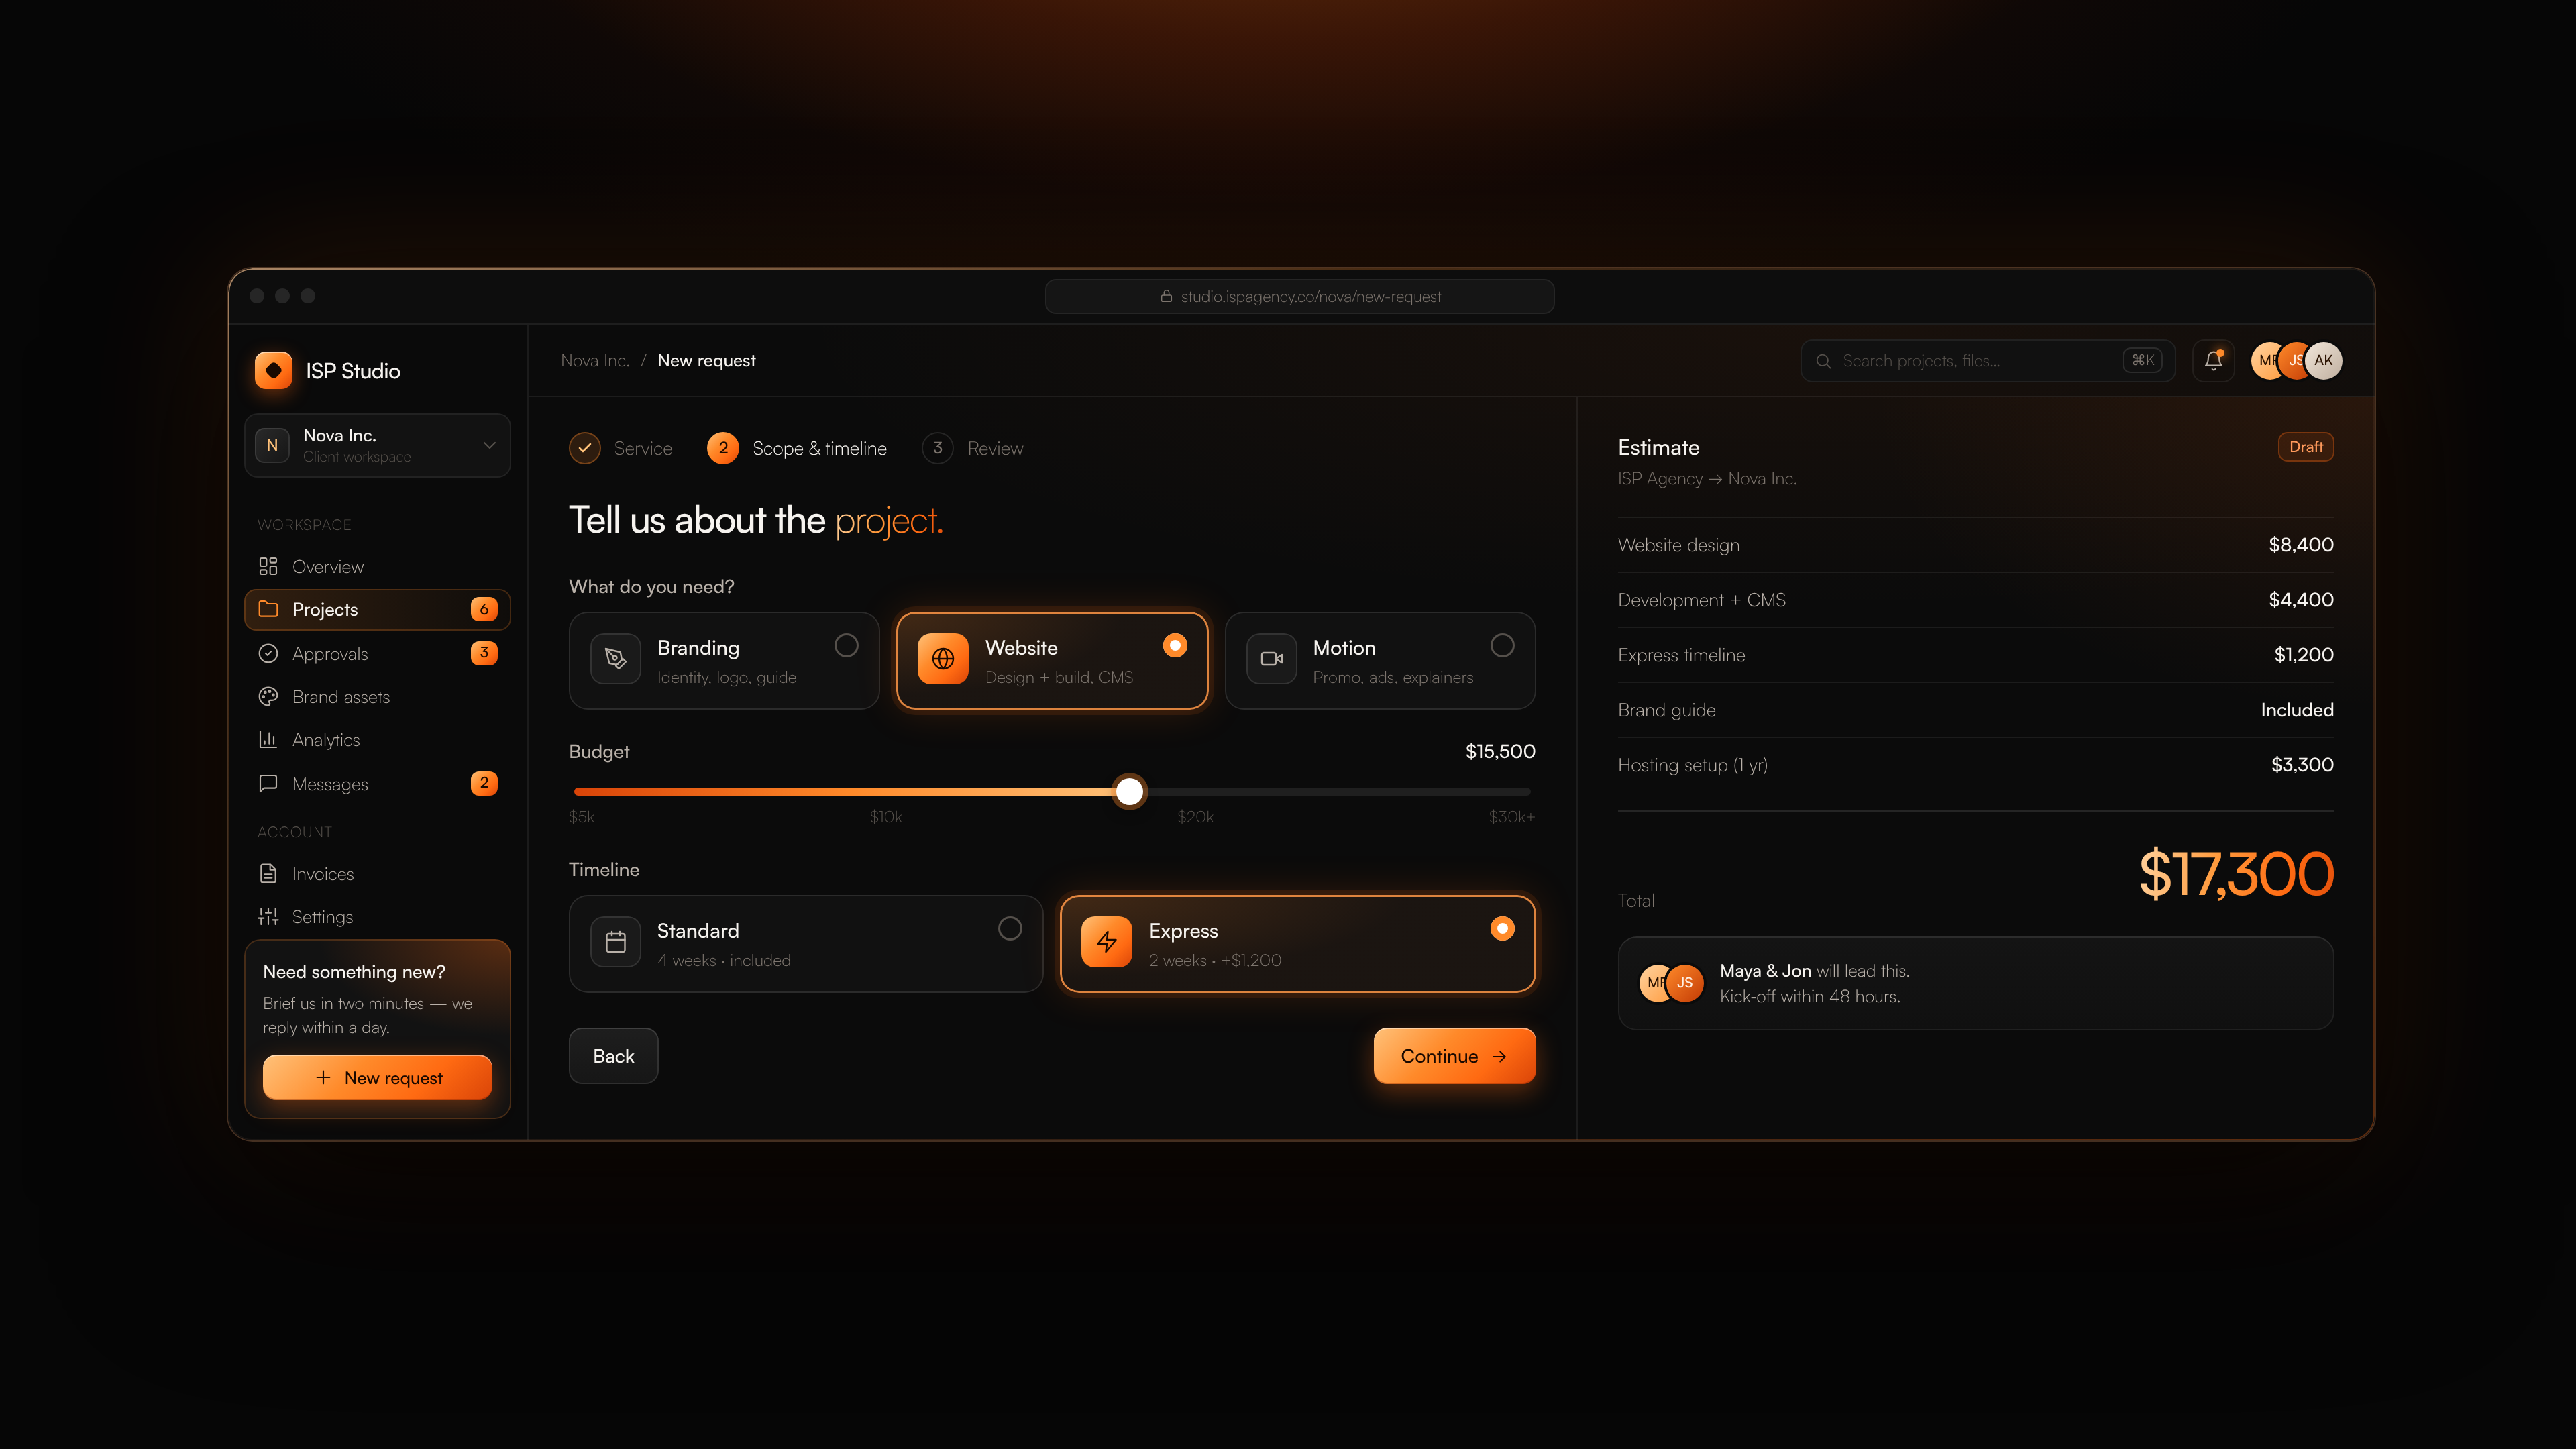 studio.ispagency.co/nova/new-request
ISP Studio
N
Nova Inc.
Client workspace
WORKSPACE
Overview
Projects 6
Approvals 3
Brand assets
Analytics
Messages 2
ACCOUNT
Invoices
Settings
Need something new?
Brief us in two minutes — we
reply within a day.
+ New request
Nova Inc. / New request
Search projects, files... ⌘K
JS AK
Service 2 Scope & timeline 3 Review
Tell us about the project.
What do you need?
Branding
Identity, logo, guide
Website
Design + build, CMS
Motion
Promo, ads, explainers
Budget $15,500
$5k $10k $20k $30k+
Timeline
Standard
4 weeks · included
Express
2 weeks · +$1,200
Back
Continue →
Estimate Draft
ISP Agency → Nova Inc.
Website design $8,400
Development + CMS $4,400
Express timeline $1,200
Brand guide Included
Hosting setup (1 yr) $3,300
Total $17,300
JS
Maya & Jon will lead this.
Kick-off within 48 hours.